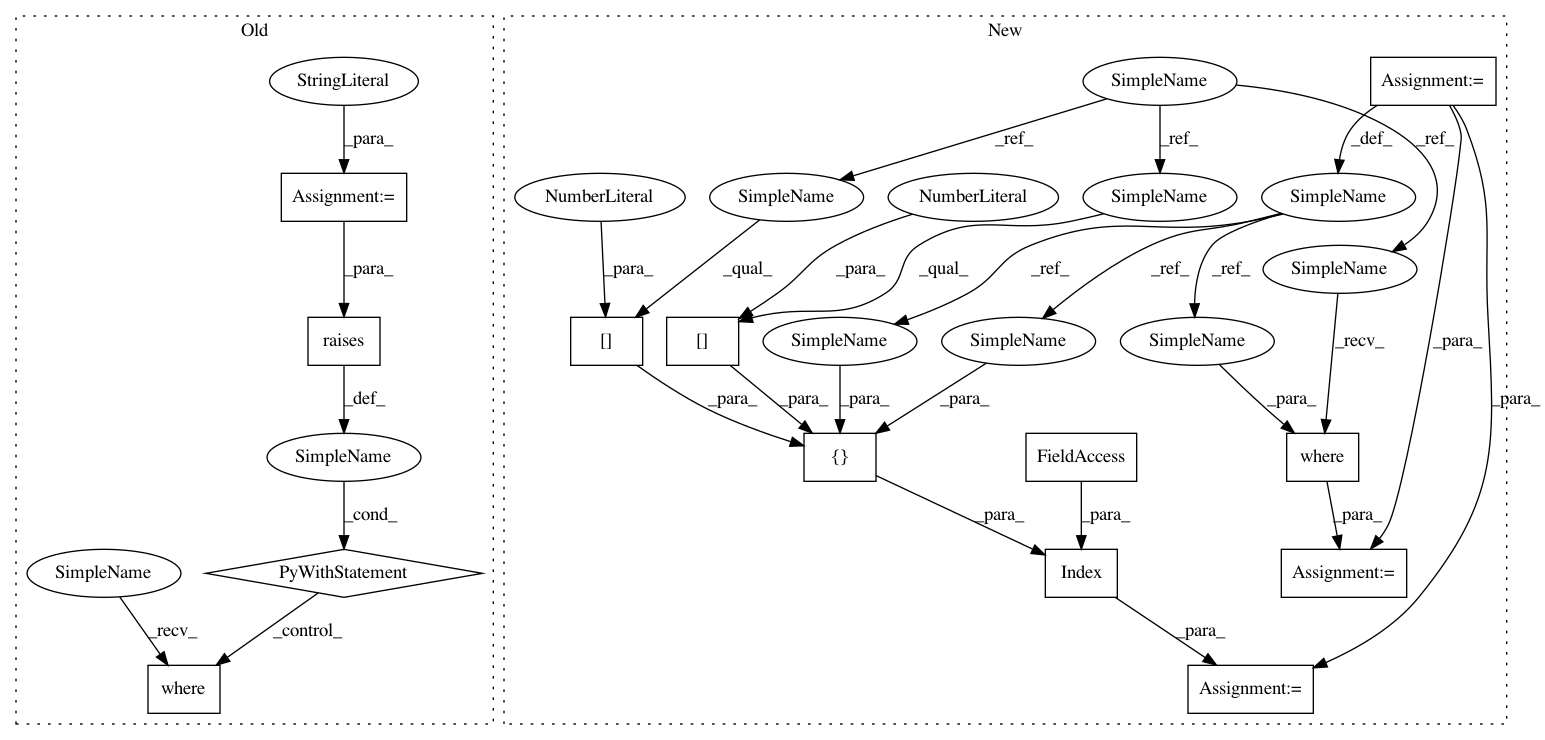 Old
New
StringLiteral
SimpleName
Assignment:=
_para_
_ref_
_ref_
_def_
_ref_
Assignment:=
NumberLiteral
SimpleName
NumberLiteral
SimpleName
SimpleName
_para_
_para_
_qual_
_para_
_qual_
_ref_
_ref_
_ref_
SimpleName
raises
[]
[]
SimpleName
SimpleName
SimpleName
_recv_
_para_
_def_
_para_
_para_
_para_
_para_
_para_
_para_
SimpleName
{}
FieldAccess
where
_cond_
_para_
_para_
_para_
SimpleName
PyWithStatement
Index
Assignment:=
_recv_
_control_
_para_
where
Assignment:=